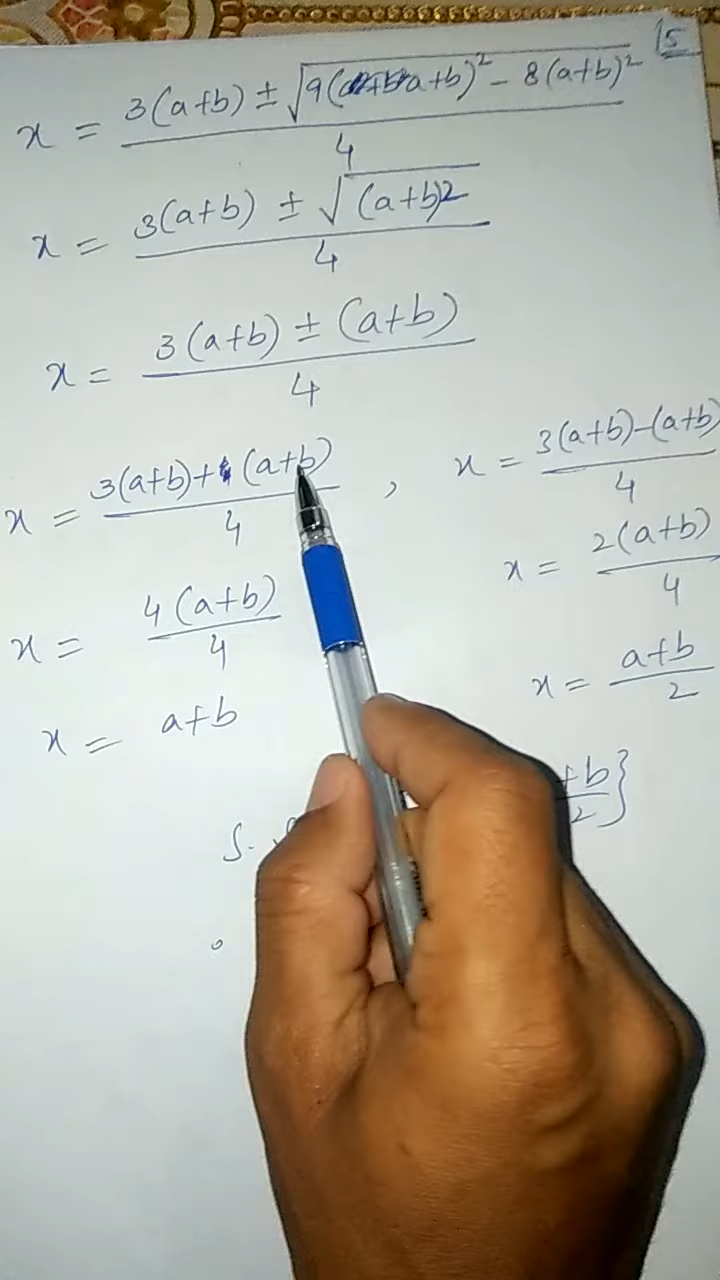 15
x = 3(a+b) ± √9(a+b)² - 8(a+b)² / 4
x = 3(a+b) ± √(a+b)2 / 4
x = 3(a+b) ± (a+b) / 4
x = 3(a+b)+(a+b) / 4 , x = 3(a+b)-(a+b) / 4
x = 4(a+b) / 4 x = 2(a+b) / 4
x = a+b x = a+b / 2
S. +b / 2}